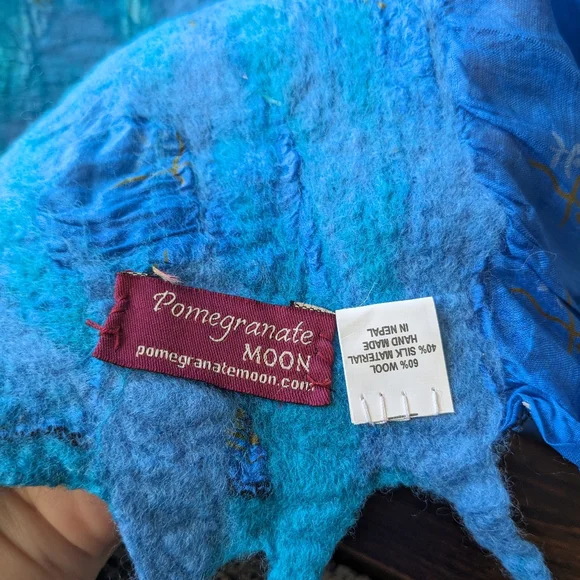 Pomegranate
MOON
pomegranatemoon.com
60% WOOL
40% SILK MATERIAL
HAND MADE
IN NEPAL